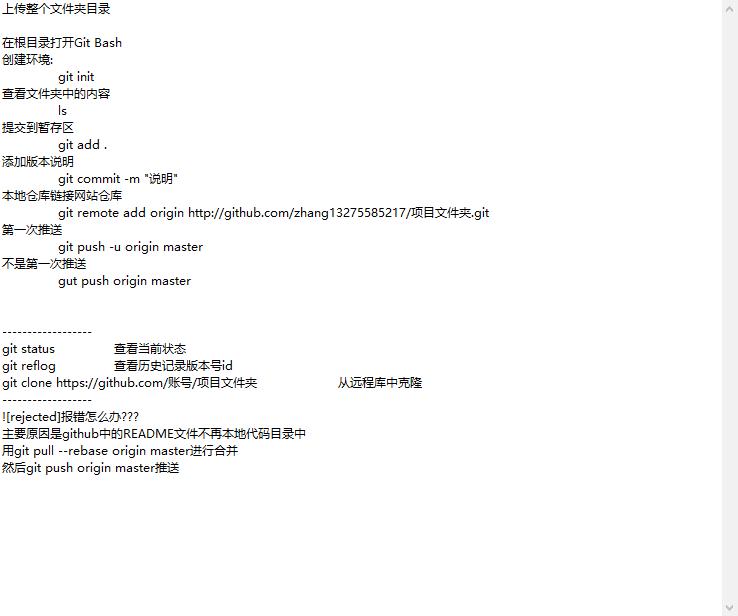 上传整个文件夹目录
在根目录打开Git Bash
创建环境:
git init
查看文件夹中的内容
ls
提交到暂存区
git add .
添加版本说明
git commit -m "说明"
本地仓库链接网站仓库
git remote add origin http://github.com/zhang13275585217/项目文件夹.git
第一次推送
git push -u origin master
不是第一次推送
gut push origin master
------------------
git status 查看当前状态
git reflog 查看历史记录版本号id
git clone https://github.com/账号/项目文件夹 从远程库中克隆
------------------
![rejected]报错怎么办???
主要原因是github中的README文件不再本地代码目录中
用git pull --rebase origin master进行合并
然后git push origin master推送